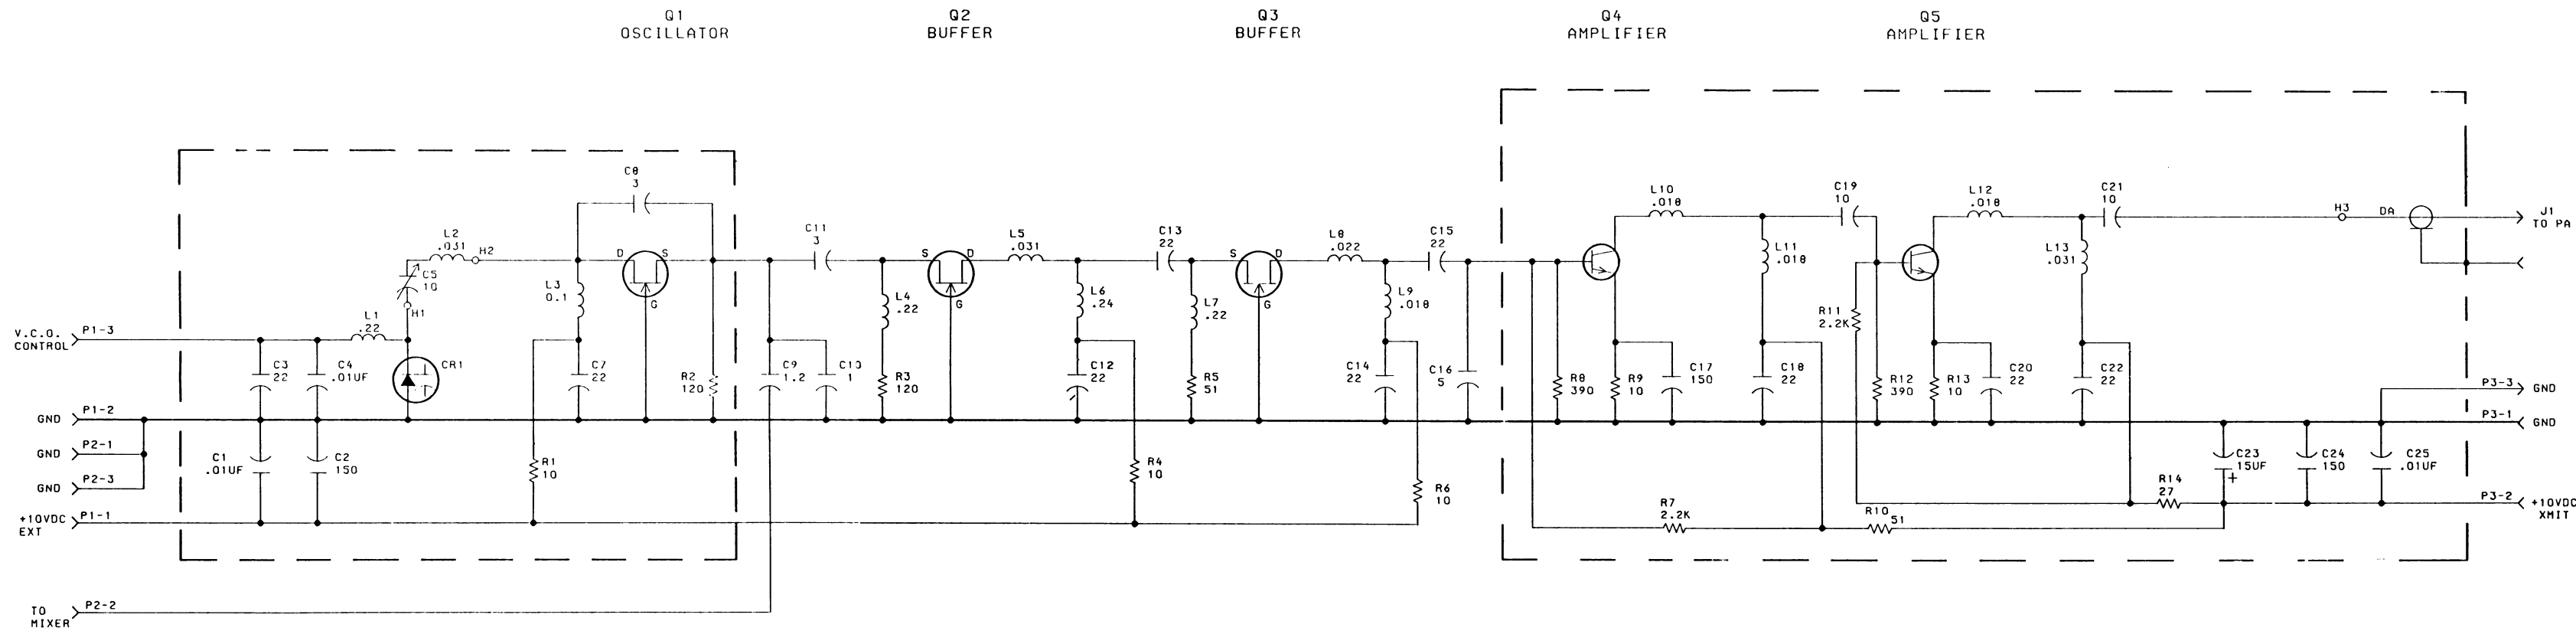 Q1
OSCILLATOR
Q2
BUFFER
Q3
BUFFER
Q4
AMPLIFIER
Q5
AMPLIFIER
C8
3
L2
.031
H2
C5
10
H1
L1
.22
V.C.O.
CONTROL
P1-3
C3
22
C4
.01UF
CR1
L3
0.1
D
S
G
C7
22
R2
120
C9
1.2
C10
1
C11
3
L4
.22
R3
120
S
D
G
L5
.031
L6
.24
C12
22
C13
22
L7
.22
R5
51
S
D
G
L8
.022
L9
.018
C14
22
C15
22
C16
5
L10
.018
L11
.018
R8
390
R9
10
C17
150
C18
22
C19
10
R11
2.2K
L12
.018
L13
.031
C21
10
R12
390
R13
10
C20
22
C22
22
H3
DA
J1
TO PA
P3-3
GND
P3-1
GND
GND
P1-2
GND
P2-1
GND
P2-3
+10VDC
EXT
P1-1
C1
.01UF
C2
150
R1
10
R4
10
R6
10
R7
2.2K
R10
51
R14
27
C23
15UF
+
C24
150
C25
.01UF
P3-2
+10VDC
XMIT
TO
MIXER
P2-2